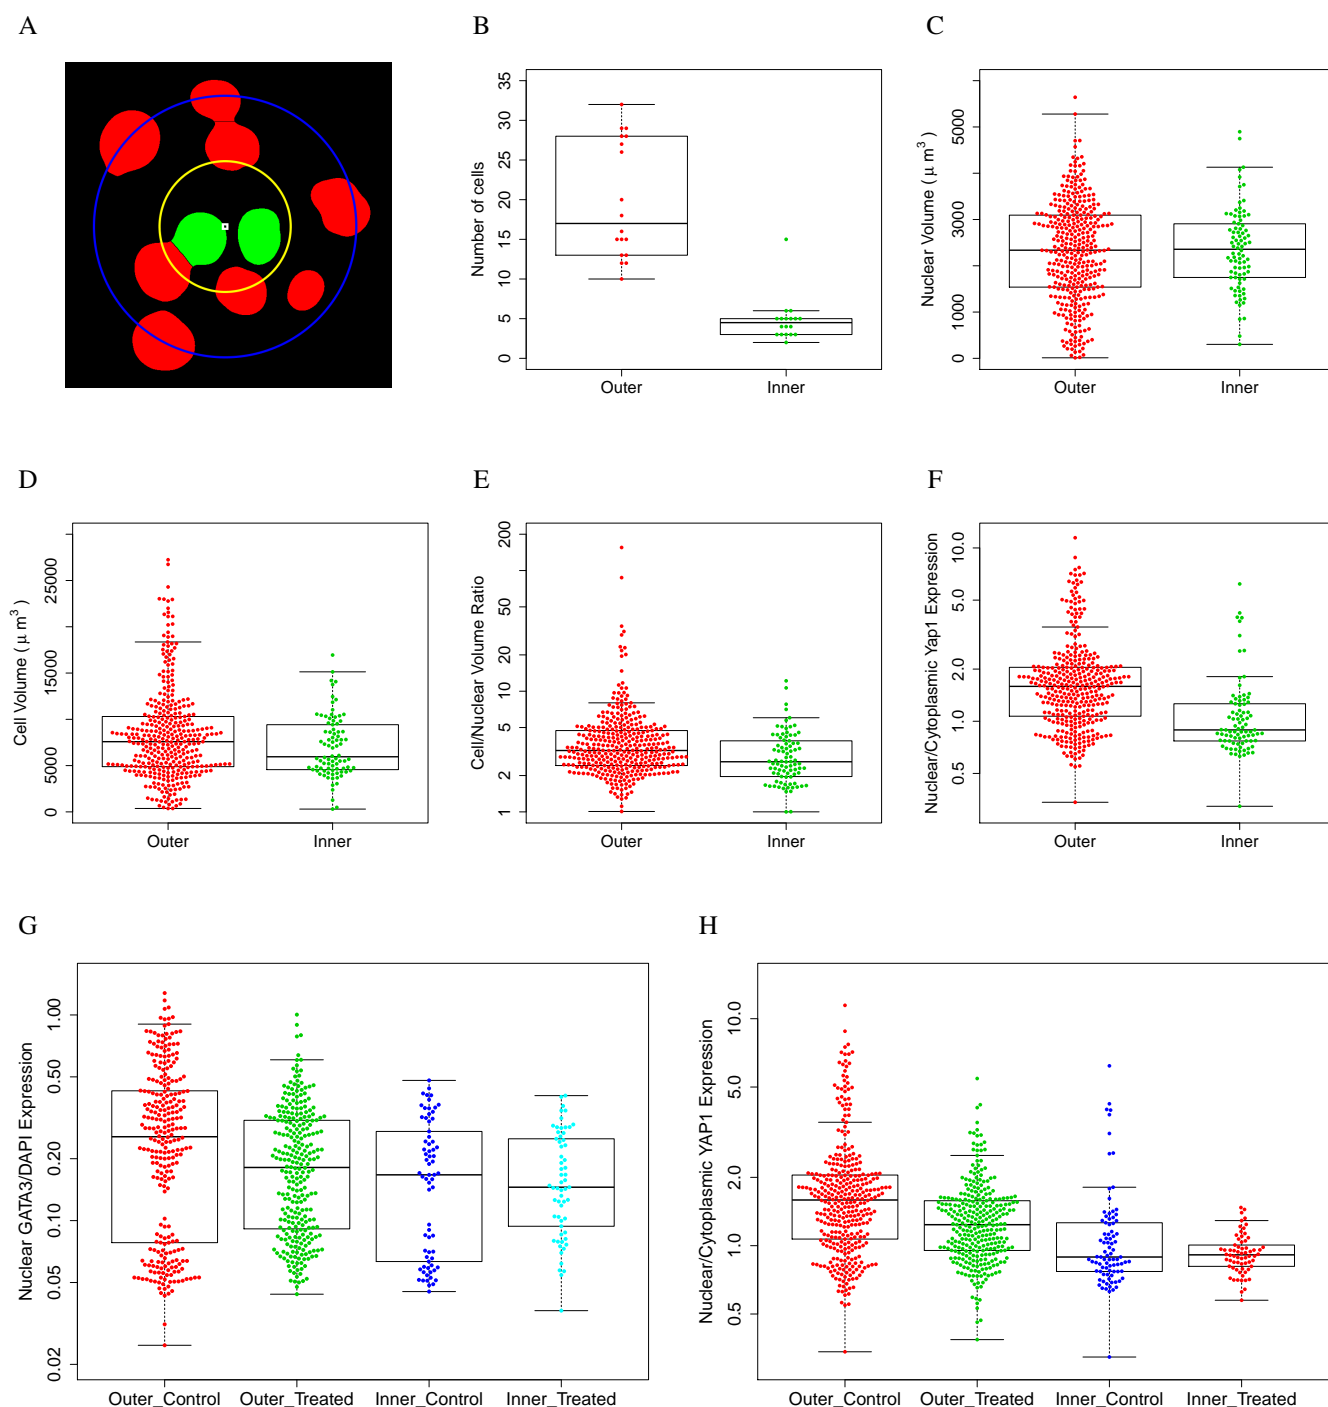 A
B
Number of cells
35
30
25
20
15
10
5
0
Outer
Inner
C
Nuclear Volume ( μ m³ )
5000
3000
1000
0
Outer
Inner
D
Cell Volume ( μ m³ )
25000
15000
5000
0
Outer
Inner
E
Cell/Nuclear Volume Ratio
200
50
20
10
5
2
1
Outer
Inner
F
Nuclear/Cytoplasmic Yap1 Expression
10.0
5.0
2.0
1.0
0.5
Outer
Inner
G
Nuclear GATA3/DAPI Expression
1.00
0.50
0.20
0.10
0.05
0.02
Outer_Control
Outer_Treated
Inner_Control
Inner_Treated
H
Nuclear/Cytoplasmic YAP1 Expression
10.0
5.0
2.0
1.0
0.5
Outer_Control
Outer_Treated
Inner_Control
Inner_Treated